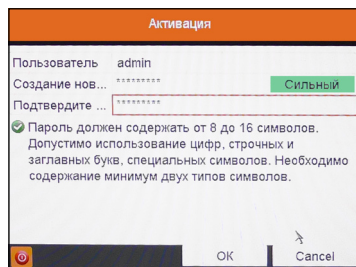 Активация
Пользователь admin
Создание нов... ********* Сильный
Подтвердите ... *********
Пароль должен содержать от 8 до 16 символов.
Допустимо использование цифр, строчных и
заглавных букв, специальных символов. Необходимо
содержание минимум двух типов символов.
OK Cancel